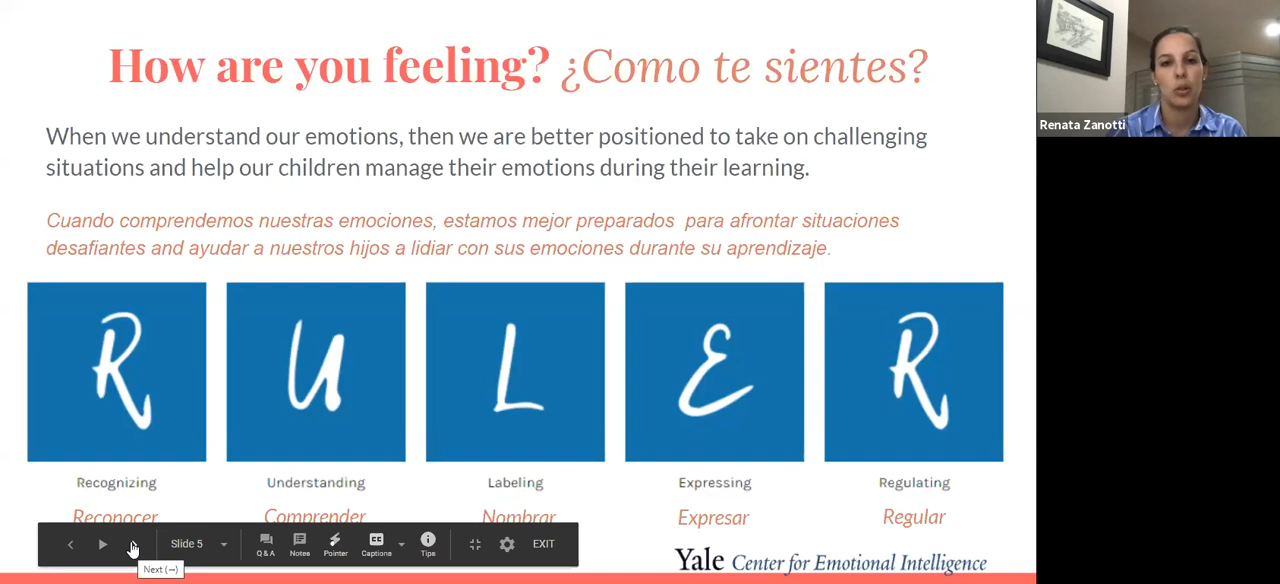 How are you feeling? ¿Como te sientes?
When we understand our emotions, then we are better positioned to take on challenging
situations and help our children manage their emotions during their learning.
Cuando comprendemos nuestras emociones, estamos mejor preparados para afrontar situaciones
desafiantes and ayudar a nuestros hijos a lidiar con sus emociones durante su aprendizaje.
R U L E R
Recognizing Understanding Labeling Expressing Regulating
Reconocer Comprender Nombrar Expresar Regular
Slide 5 Q & A Notes Pointer Captions Tips EXIT
Next (→)
Yale Center for Emotional Intelligence
Renata Zanotti